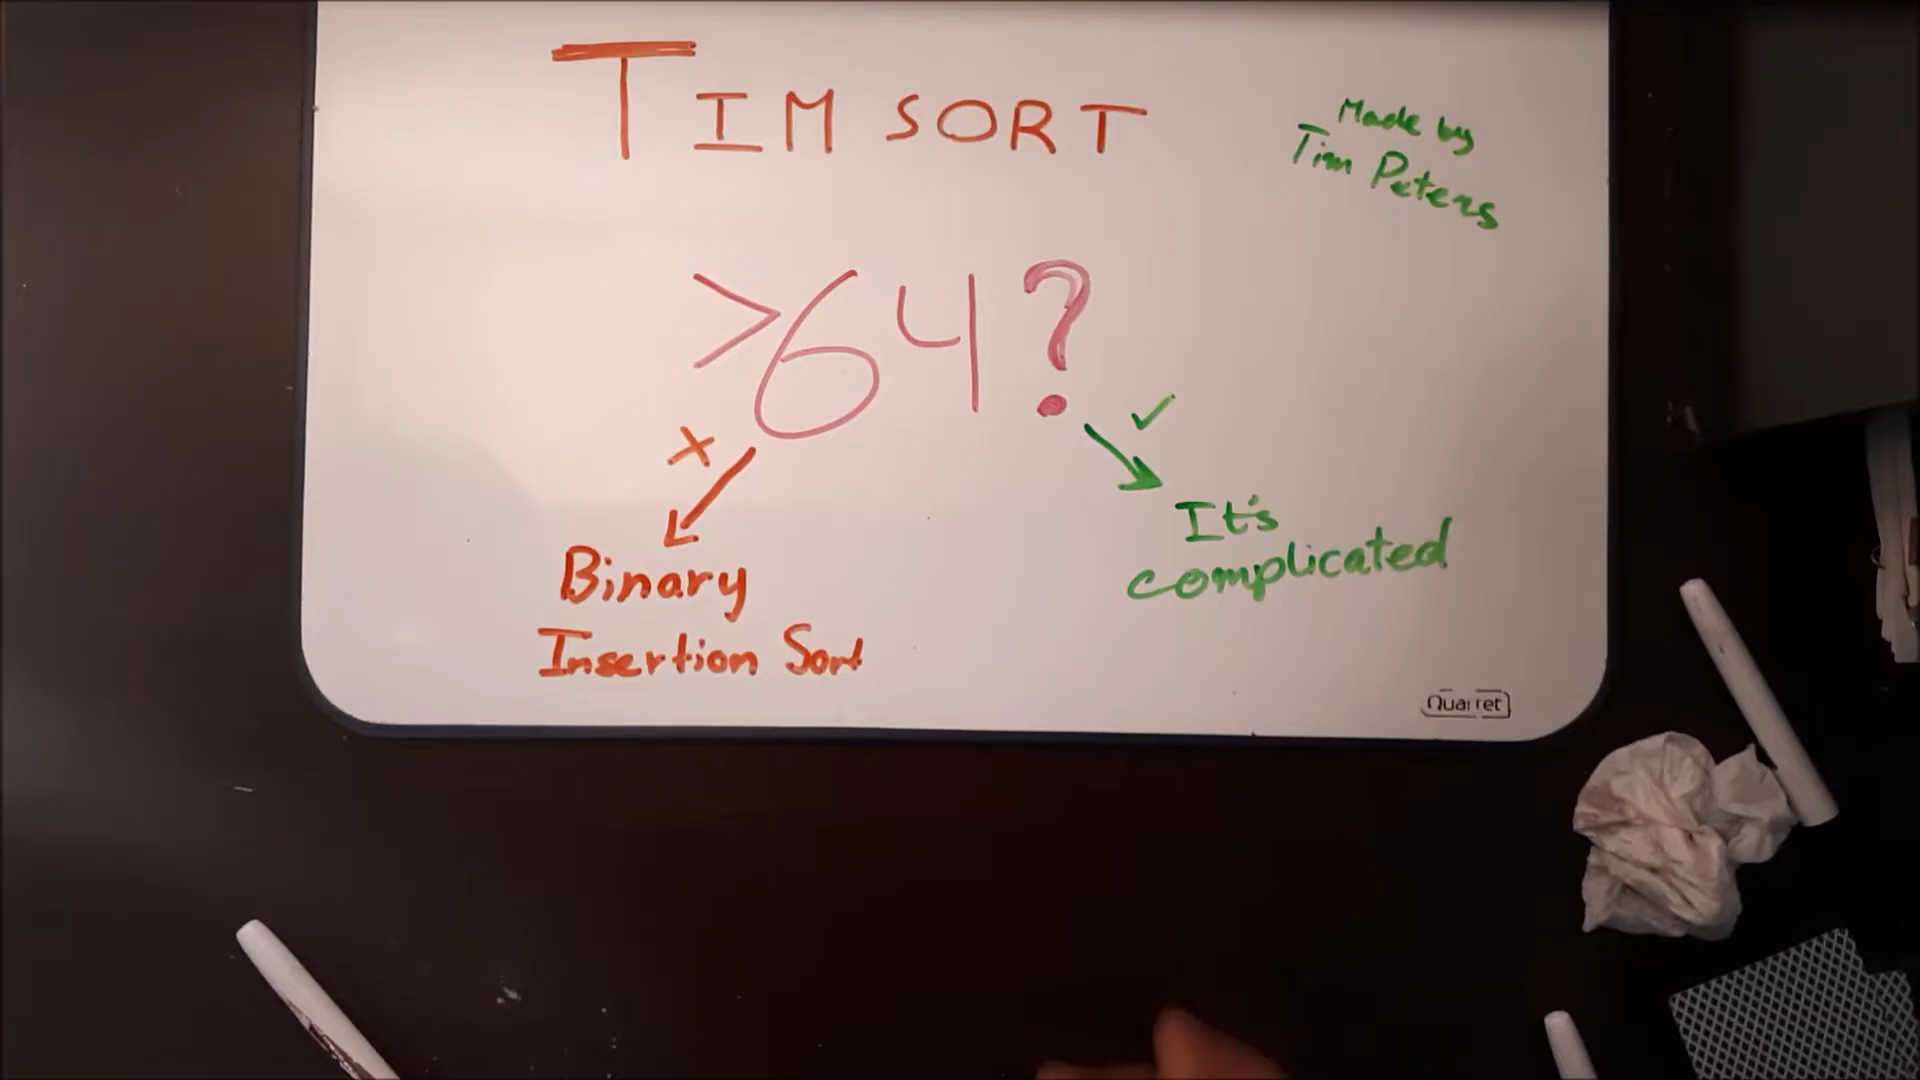 TIM SORT
Made by
Tim Peters
>64?
X
✓
Binary
Insertion Sort
It's
complicated
Quartet